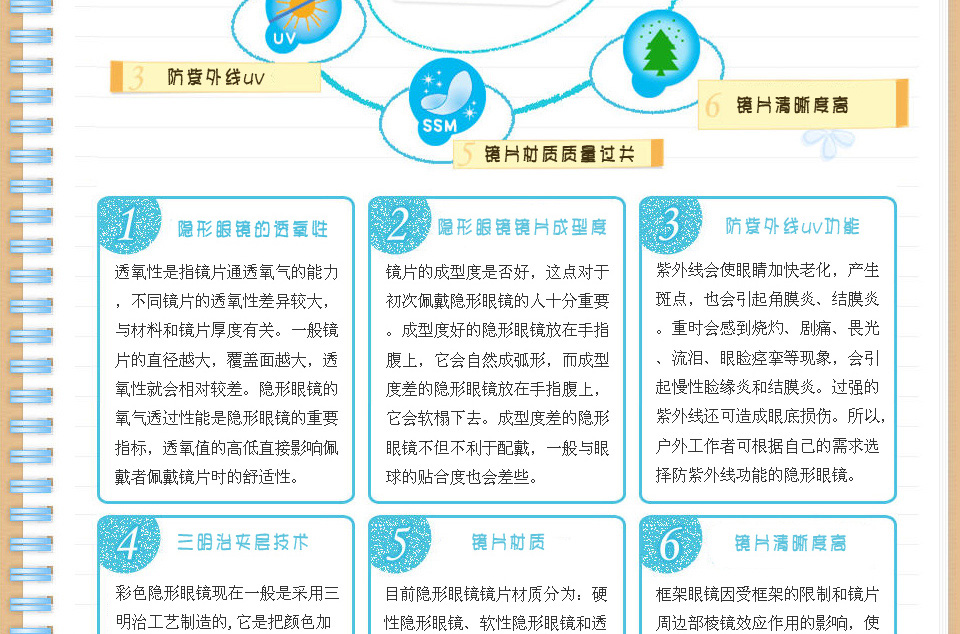 UV
3 防紫外线uv
SSM
6 镜片清晰度高
5 镜片材质质量过关
1 隐形眼镜的透氧性
透氧性是指镜片通透氧气的能力
，不同镜片的透氧性差异较大，
与材料和镜片厚度有关。一般镜
片的直径越大，覆盖面越大，透
氧性就会相对较差。隐形眼镜的
氧气透过性能是隐形眼镜的重要
指标，透氧值的高低直接影响佩
戴者佩戴镜片时的舒适性。
2 隐形眼镜镜片成型度
镜片的成型度是否好，这点对于
初次佩戴隐形眼镜的人十分重要
。成型度好的隐形眼镜放在手指
腹上，它会自然成弧形，而成型
度差的隐形眼镜放在手指腹上，
它会软榻下去。成型度差的隐形
眼镜不但不利于配戴，一般与眼
球的贴合度也会差些。
3 防紫外线uv功能
紫外线会使眼睛加快老化，产生
斑点，也会引起角膜炎、结膜炎
。重时会感到烧灼、剧痛、畏光
、流泪、眼睑痉挛等现象，会引
起慢性睑缘炎和结膜炎。过强的
紫外线还可造成眼底损伤。所以，
户外工作者可根据自己的需求选
择防紫外线功能的隐形眼镜。
4 三明治夹层技术
彩色隐形眼镜现在一般是采用三
明治工艺制造的,它是把颜色加
5 镜片材质
目前隐形眼镜镜片材质分为：硬
性隐形眼镜、软性隐形眼镜和透
6 镜片清晰度高
框架眼镜因受框架的限制和镜片
周边部棱镜效应作用的影响，使